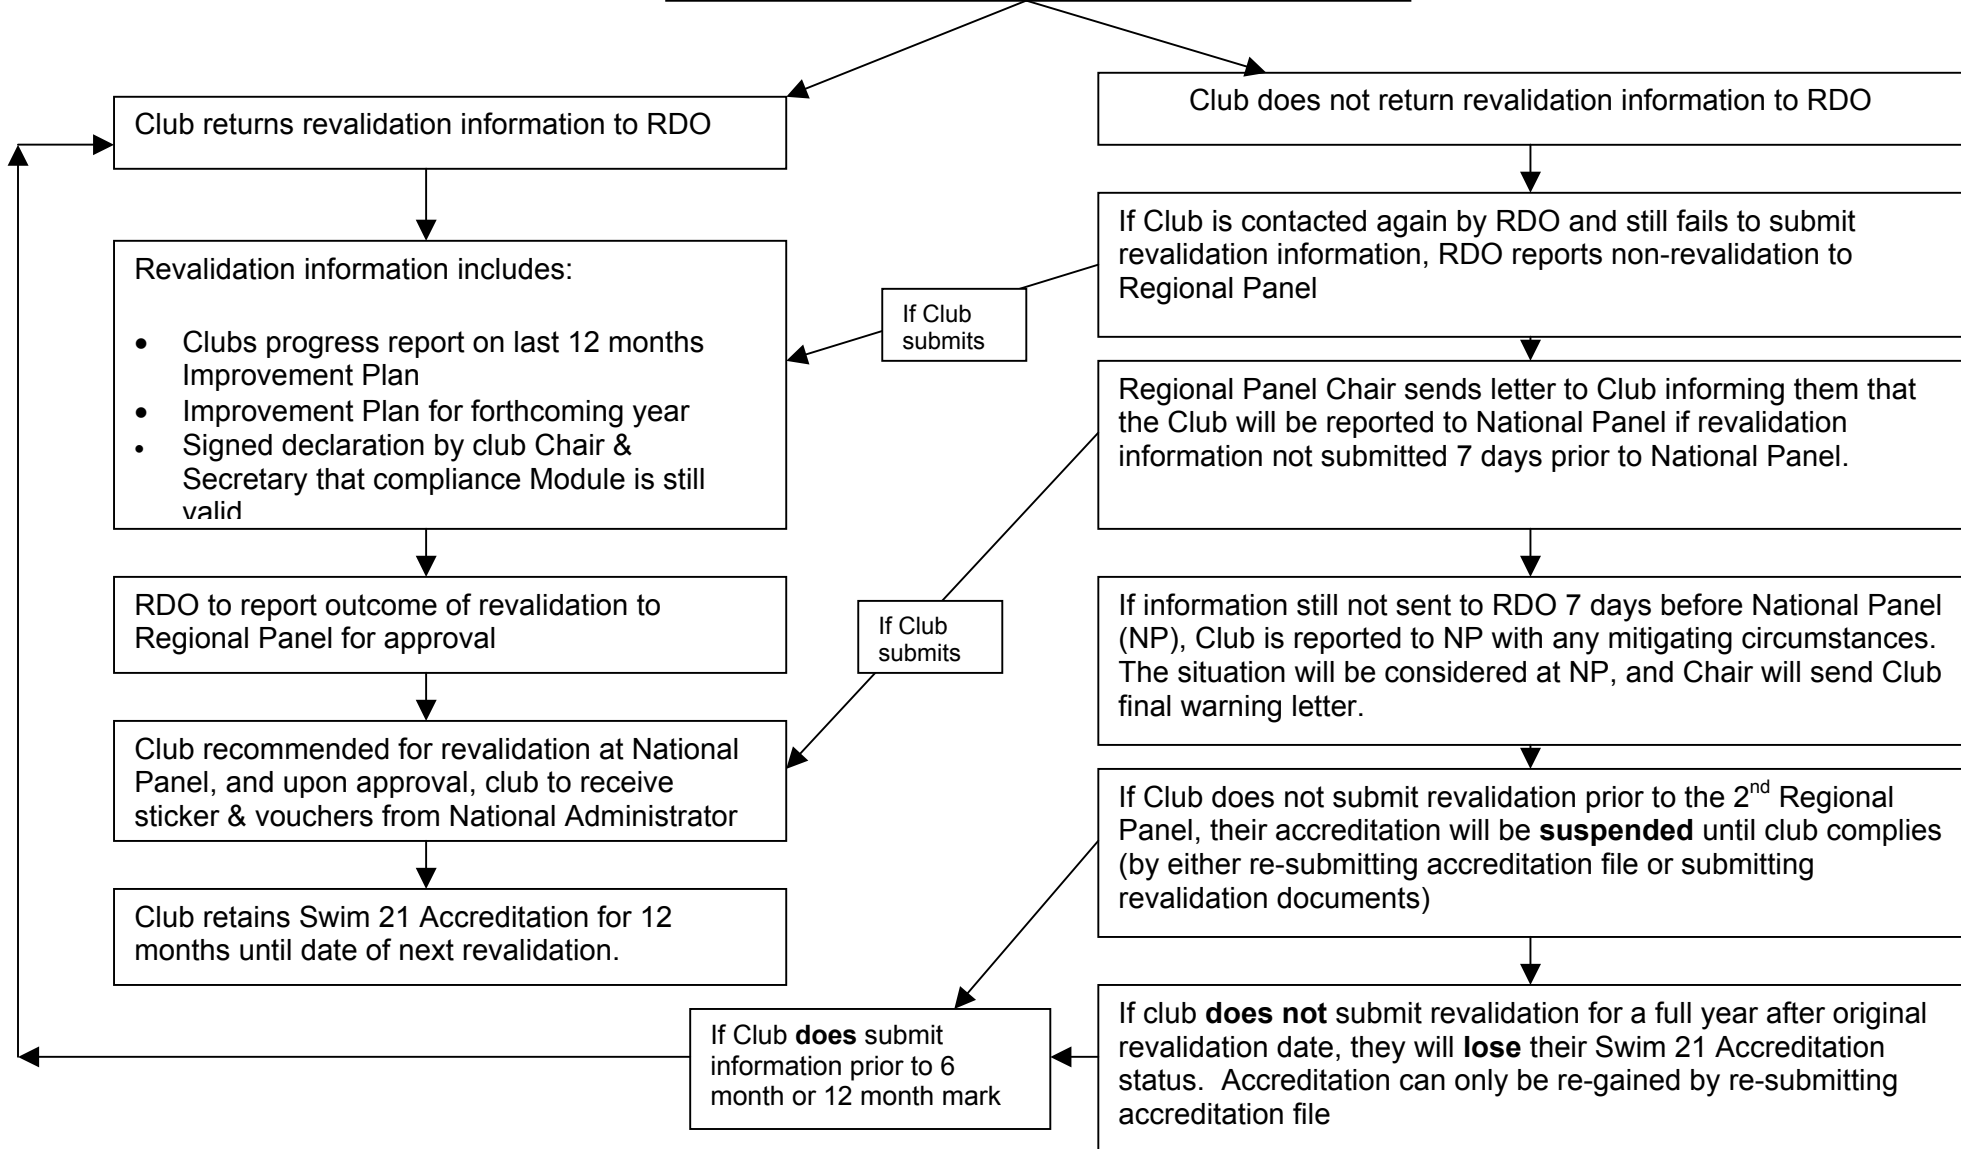 Club returns revalidation information to RDO
Revalidation information includes:
• Clubs progress report on last 12 months
Improvement Plan
• Improvement Plan for forthcoming year
• Signed declaration by club Chair &
Secretary that compliance Module is still
valid
RDO to report outcome of revalidation to
Regional Panel for approval
Club recommended for revalidation at National
Panel, and upon approval, club to receive
sticker & vouchers from National Administrator
Club retains Swim 21 Accreditation for 12
months until date of next revalidation.
If Club
submits
If Club
submits
If Club does submit
information prior to 6
month or 12 month mark
Club does not return revalidation information to RDO
If Club is contacted again by RDO and still fails to submit
revalidation information, RDO reports non-revalidation to
Regional Panel
Regional Panel Chair sends letter to Club informing them that
the Club will be reported to National Panel if revalidation
information not submitted 7 days prior to National Panel.
If information still not sent to RDO 7 days before National Panel
(NP), Club is reported to NP with any mitigating circumstances.
The situation will be considered at NP, and Chair will send Club
final warning letter.
If Club does not submit revalidation prior to the 2nd Regional
Panel, their accreditation will be suspended until club complies
(by either re-submitting accreditation file or submitting
revalidation documents)
If club does not submit revalidation for a full year after original
revalidation date, they will lose their Swim 21 Accreditation
status.  Accreditation can only be re-gained by re-submitting
accreditation file